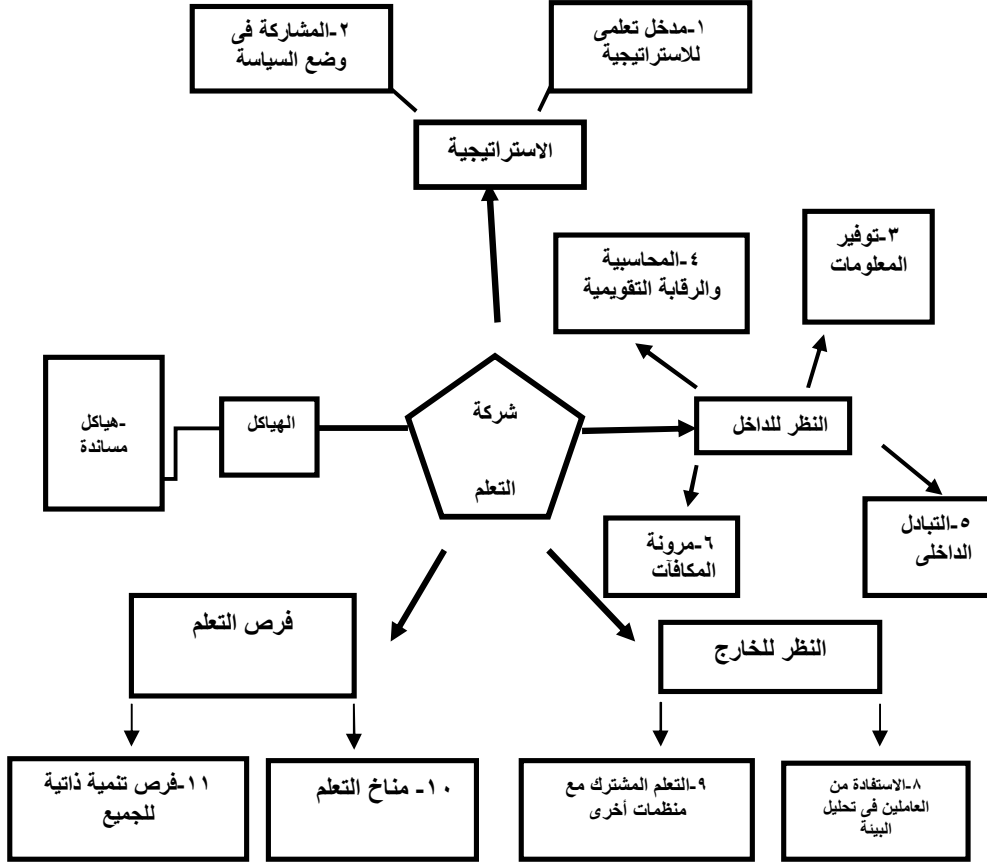 ١-مدخل تعلمى
للاستراتيجية
٢-المشاركة فى
وضع السياسة
الاستراتيجية
٣-توفير
المعلومات
٤-المحاسبية
والرقابة التقويمية
شركة
التعلم
النظر للداخل
الهياكل
-هياكل
مساندة
٥-التبادل
الداخلى
٦-مرونة
المكافآت
النظر للخارج
فرص التعلم
٨-الاستفادة من
العاملين فى تحليل
البيئة
٩-التعلم المشترك مع
منظمات أخرى
١٠- مناخ التعلم
١١-فرص تنمية ذاتية
للجميع